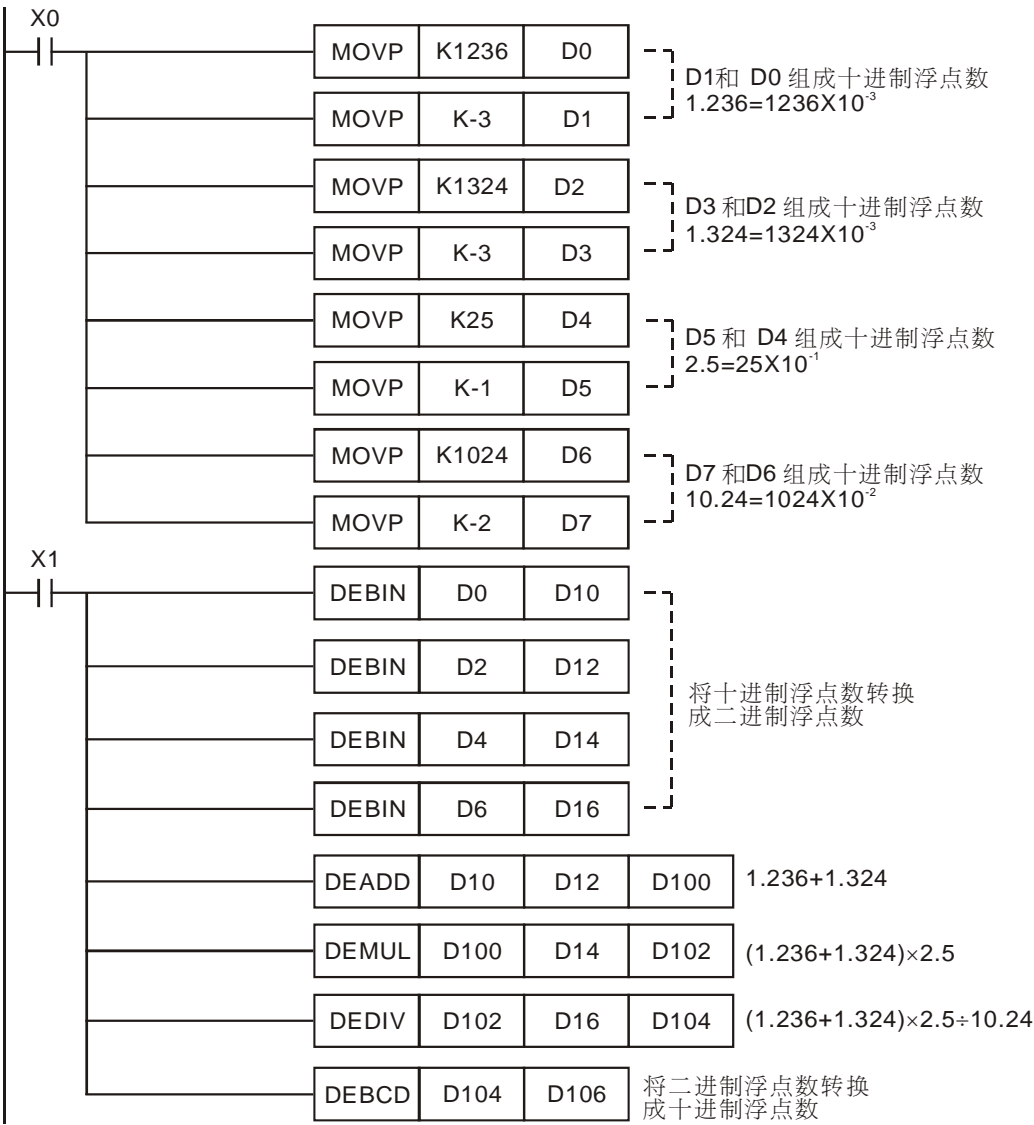 X0
MOVP K1236 D0
D1和 D0 组成十进制浮点数
1.236=1236X10⁻³
MOVP K-3 D1
MOVP K1324 D2
D3 和D2 组成十进制浮点数
1.324=1324X10⁻³
MOVP K-3 D3
MOVP K25 D4
D5 和 D4 组成十进制浮点数
2.5=25X10⁻¹
MOVP K-1 D5
MOVP K1024 D6
D7 和D6 组成十进制浮点数
10.24=1024X10⁻²
MOVP K-2 D7
X1
DEBIN D0 D10
DEBIN D2 D12
将十进制浮点数转换
成二进制浮点数
DEBIN D4 D14
DEBIN D6 D16
DEADD D10 D12 D100 1.236+1.324
DEMUL D100 D14 D102 (1.236+1.324)×2.5
DEDIV D102 D16 D104 (1.236+1.324)×2.5÷10.24
DEBCD D104 D106
将二进制浮点数转换
成十进制浮点数